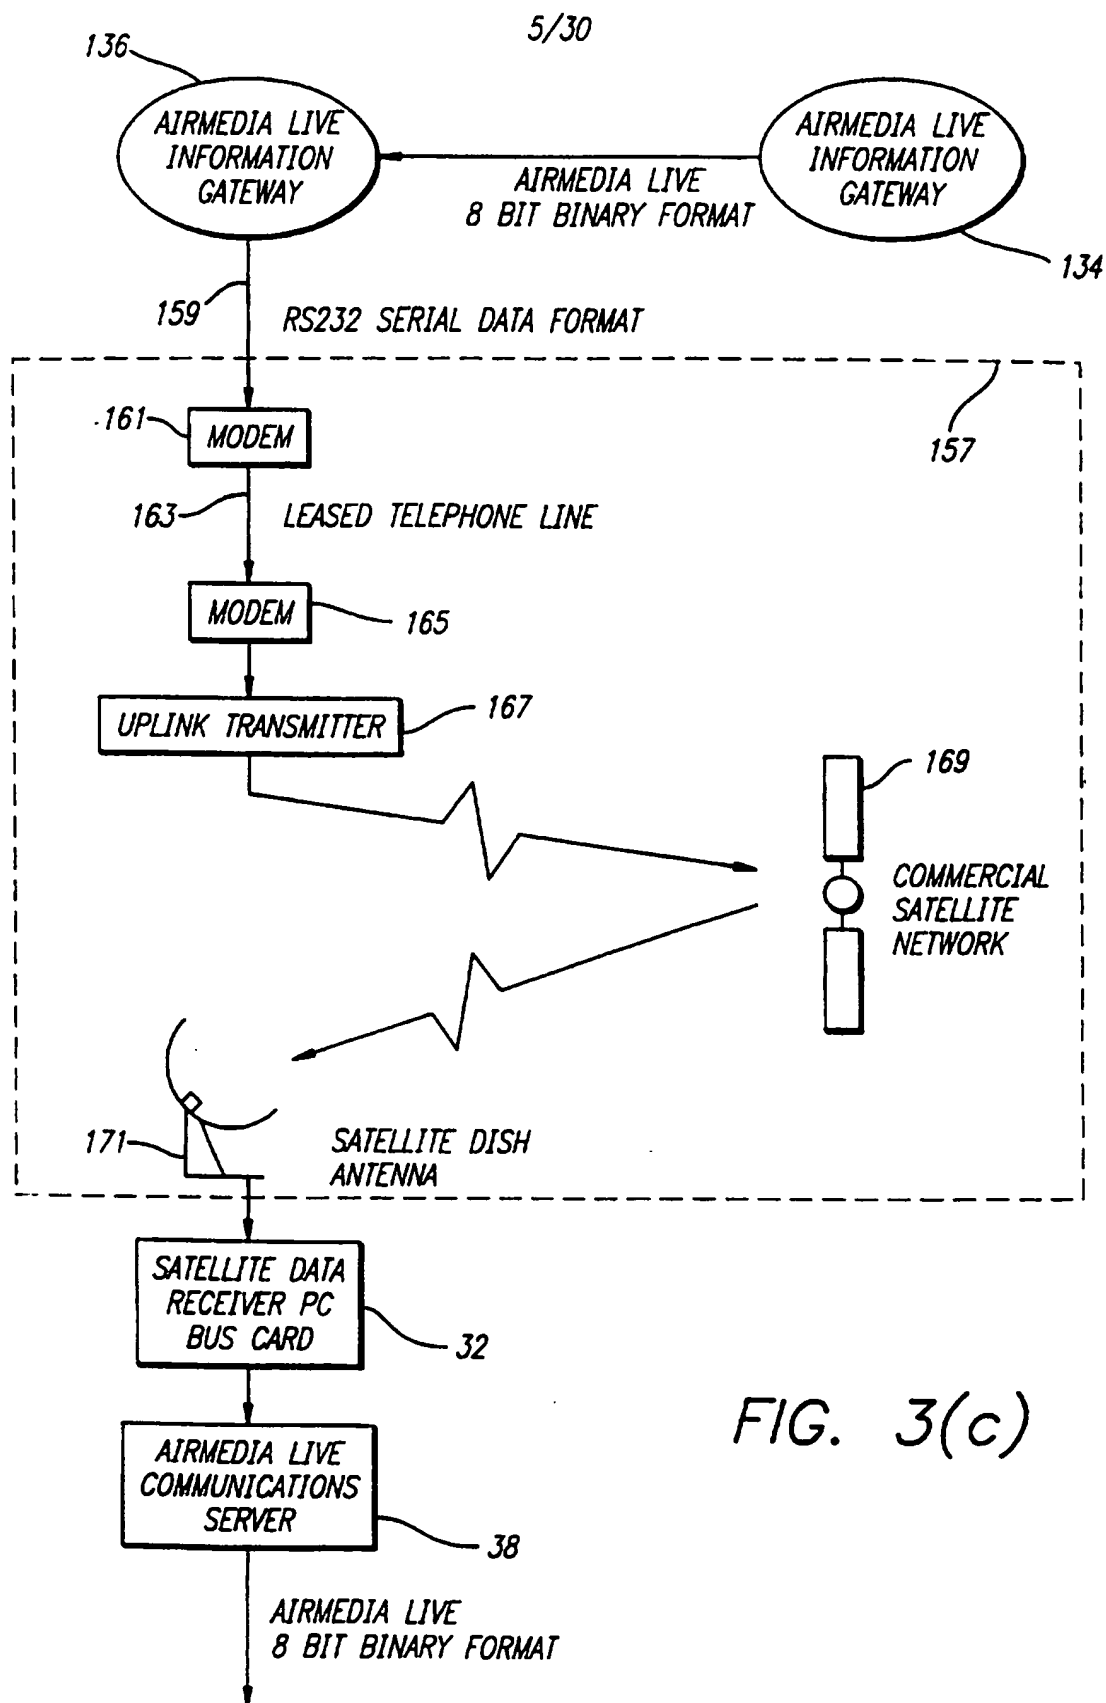 5/30
136
AIRMEDIA LIVE
INFORMATION
GATEWAY
AIRMEDIA LIVE
INFORMATION
GATEWAY
AIRMEDIA LIVE
8 BIT BINARY FORMAT
134
159
RS232 SERIAL DATA FORMAT
157
161
MODEM
163
LEASED TELEPHONE LINE
MODEM
165
UPLINK TRANSMITTER
167
169
COMMERCIAL
SATELLITE
NETWORK
171
SATELLITE DISH
ANTENNA
SATELLITE DATA
RECEIVER PC
BUS CARD
32
AIRMEDIA LIVE
COMMUNICATIONS
SERVER
38
FIG. 3(c)
AIRMEDIA LIVE
8 BIT BINARY FORMAT